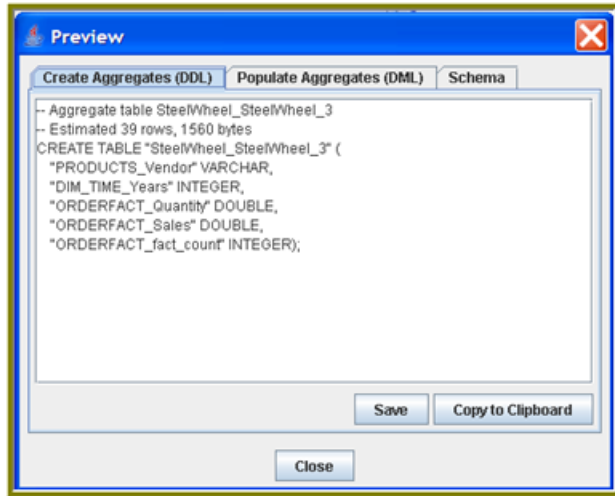 Preview
Create Aggregates (DDL) Populate Aggregates (DML) Schema
-- Aggregate table SteelWheel_SteelWheel_3
-- Estimated 39 rows, 1560 bytes
CREATE TABLE "SteelWheel_SteelWheel_3" (
"PRODUCTS_Vendor" VARCHAR,
"DIM_TIME_Years" INTEGER,
"ORDERFACT_Quantity" DOUBLE,
"ORDERFACT_Sales" DOUBLE,
"ORDERFACT_fact_count" INTEGER);
Save Copy to Clipboard
Close